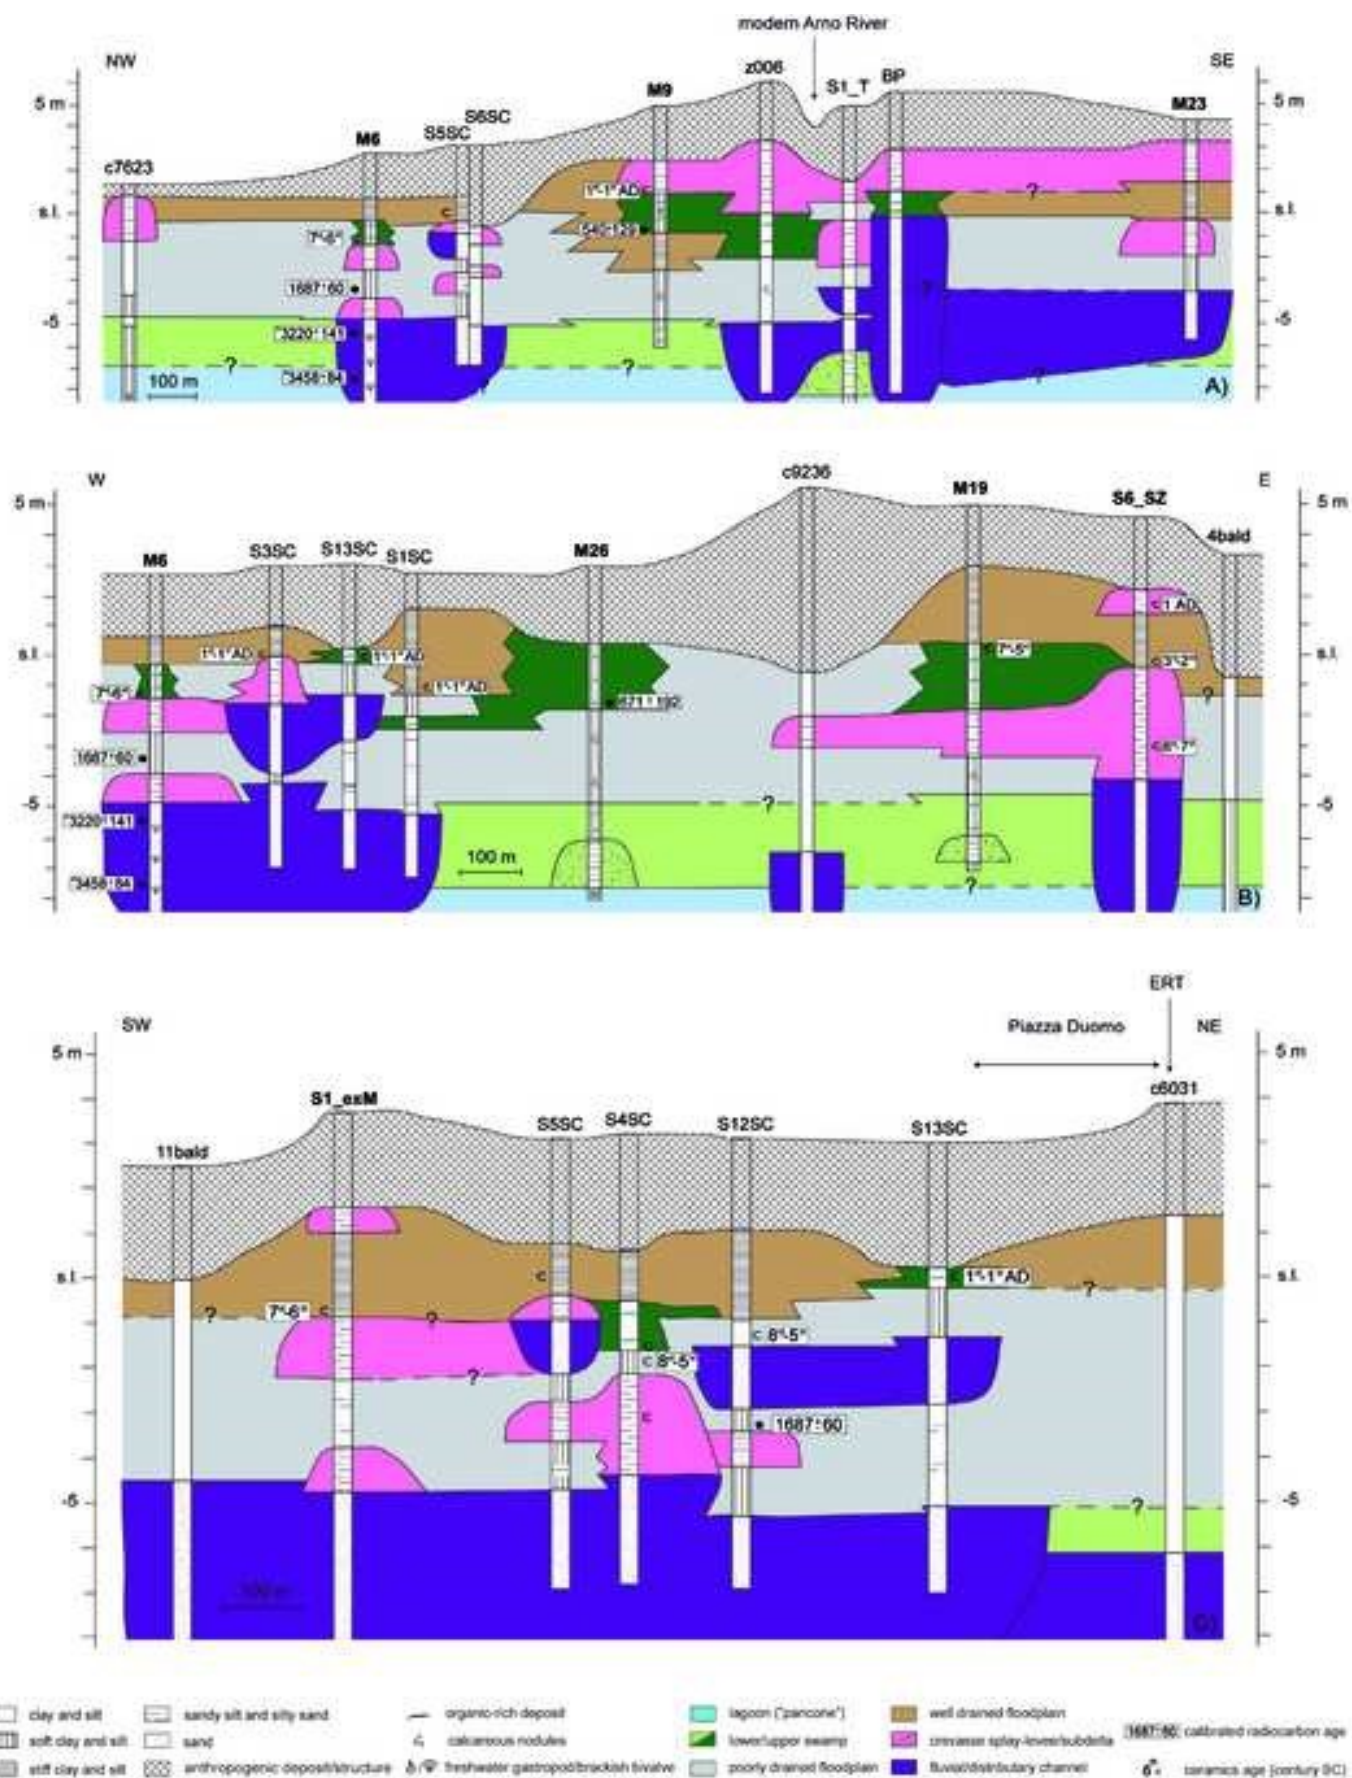 modern Arno River
NW
SE
z006
5 m
M9
S1_T
BP
M23
5 m
S6SC
S5SC
M6
c7623
1°-1° AD
?
s.l.
c
s.l.
7°-6°
540÷120
1687÷60
?
-5
-5
3220÷141
?
?
3458÷84
?
?
100 m
A)
W
c9236
E
5 m
M19
S6_SZ
5 m
4bald
M6
S3SC
S13SC
S1SC
M26
c 1 AD
s.l.
1°-1° AD
1°-1° AD
7°-5°
3°-2°
s.l.
7°-6°
1°-1° AD
?
1687÷60
-5
?
-5
3220÷141
100 m
3458÷84
?
B)
ERT
SW
Piazza Duomo
NE
5 m
5 m
S1_exM
c6031
S5SC
S4SC
S12SC
S13SC
11bald
s.l.
c
c 1°-1° AD
s.l.
?
7°-6° c
?
?
c 8°-5°
c 8°-5°
?
c
1687÷60
-5
?
-5
100 m
C)
clay and silt
sandy silt and silty sand
organic-rich deposit
lagoon ("pancone")
well drained floodplain
soft clay and silt
sand
calcareous nodules
lower/upper swamp
crevasse splay-levee/subdelta
1687÷60 calibrated radiocarbon age
stiff clay and silt
anthropogenic deposit/structure
freshwater gastropod/brackish bivalve
poorly drained floodplain
fluvial/distributary channel
6° c ceramics age (century BC)